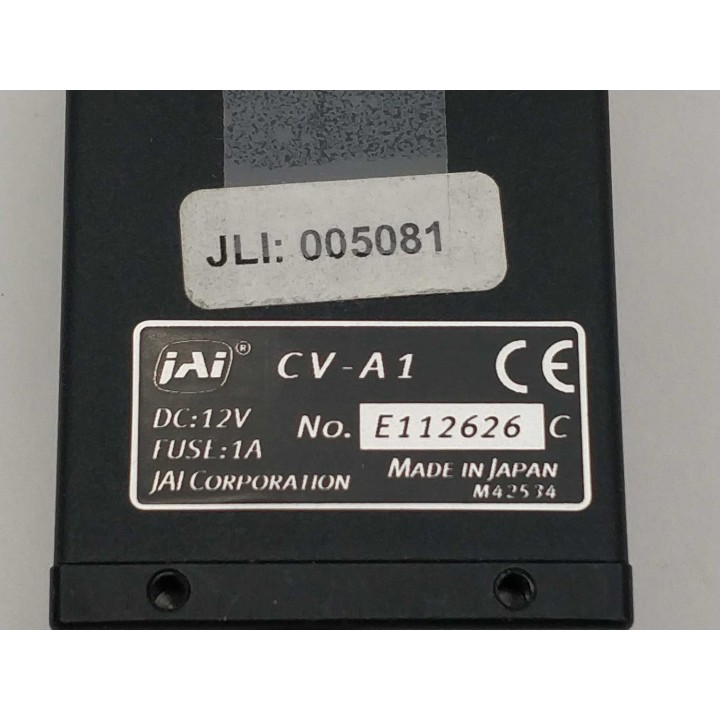 JLI: 005081
JAi ® CV-A1 CE
DC:12V
FUSE:1A
No. E112626 C
JAI CORPORATION
MADE IN JAPAN
M42534